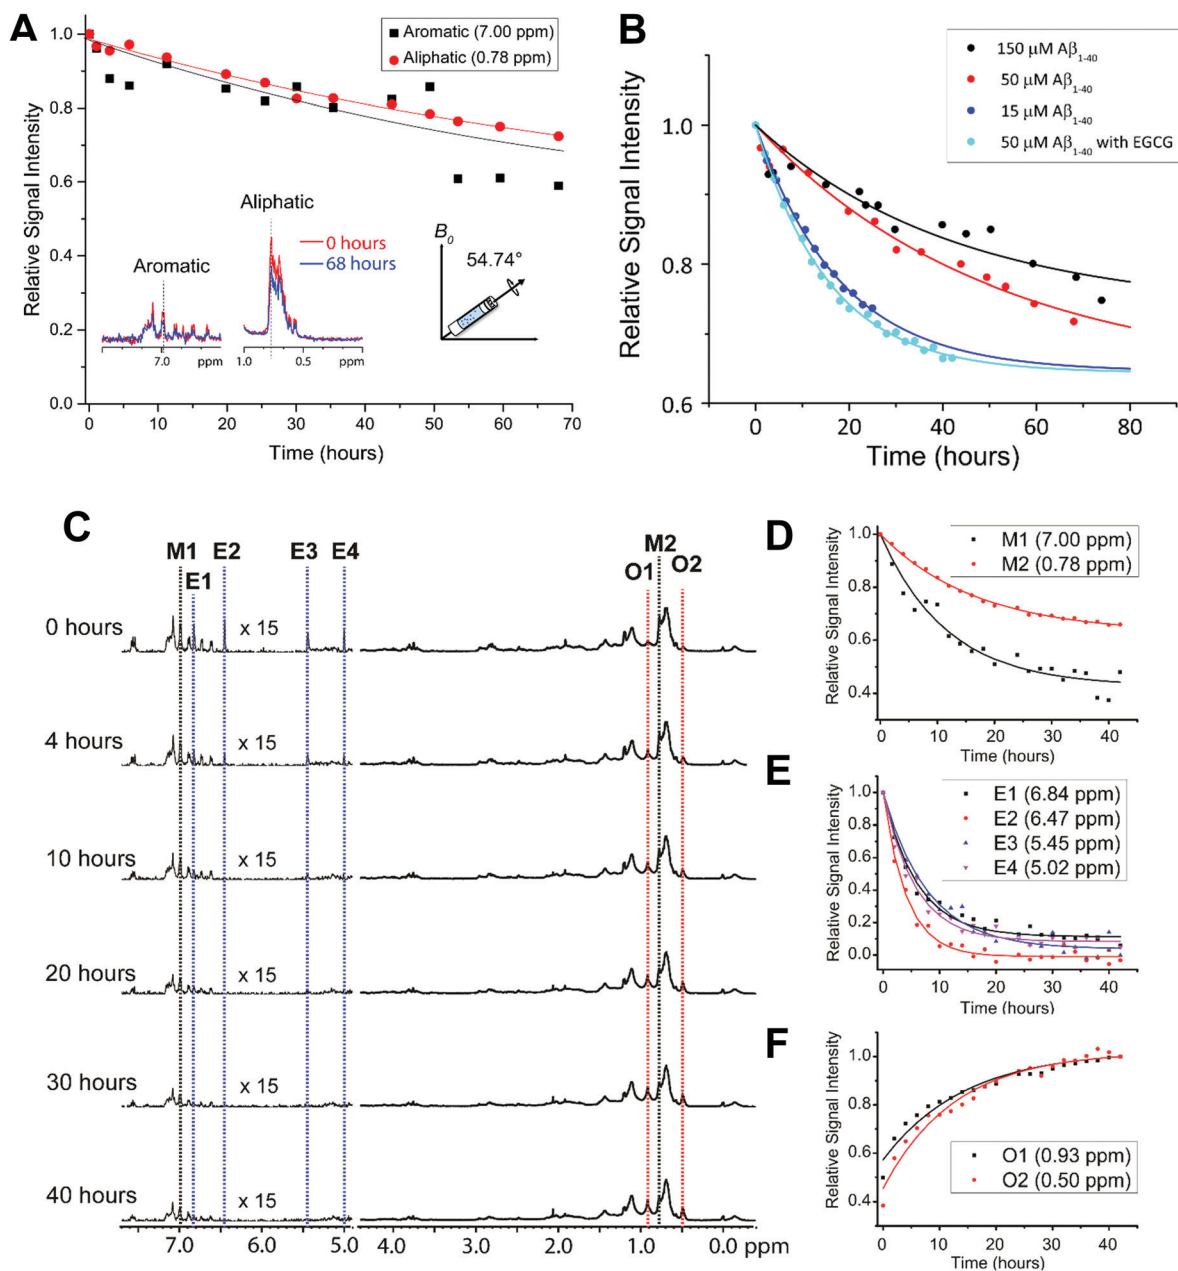 A
Relative Signal Intensity
1.0
0.8
0.6
0.4
0.2
0.0
Aromatic (7.00 ppm)
Aliphatic (0.78 ppm)
Aromatic
7.0
ppm
Aliphatic
0 hours
68 hours
1.0
0.5
ppm
B0
54.74°
0 10 20 30 40 50 60 70
Time (hours)
B
Relative Signal Intensity
1.0
0.8
0.6
150 μM Aβ1-40
50 μM Aβ1-40
15 μM Aβ1-40
50 μM Aβ1-40 with EGCG
0 20 40 60 80
Time (hours)
C
M1 E2 E3 E4 M2
E1 O1 O2
0 hours x 15
4 hours x 15
10 hours x 15
20 hours x 15
30 hours x 15
40 hours x 15
7.0 6.0 5.0 4.0 3.0 2.0 1.0 0.0 ppm
D
Relative Signal Intensity
1.0
0.8
0.6
0.4
M1 (7.00 ppm)
M2 (0.78 ppm)
0 10 20 30 40
Time (hours)
E
Relative Signal Intensity
1.0
0.8
0.6
0.4
0.2
0.0
E1 (6.84 ppm)
E2 (6.47 ppm)
E3 (5.45 ppm)
E4 (5.02 ppm)
0 10 20 30 40
Time (hours)
F
Relative Signal Intensity
1.0
0.8
0.6
0.4
O1 (0.93 ppm)
O2 (0.50 ppm)
0 10 20 30 40
Time (hours)